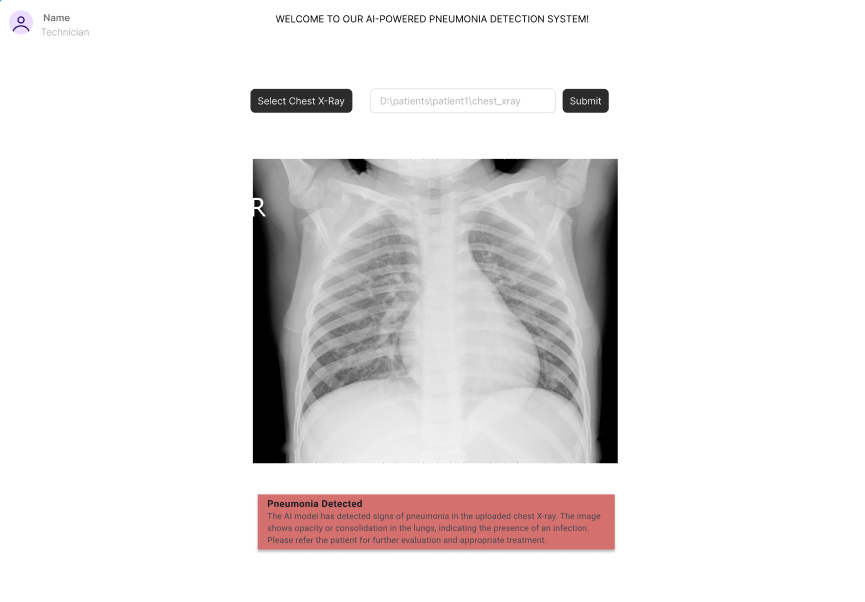 Name
Technician
WELCOME TO OUR AI-POWERED PNEUMONIA DETECTION SYSTEM!
Select Chest X-Ray
D:\patients\patient1\chest_xray
Submit
R
Pneumonia Detected
The AI model has detected signs of pneumonia in the uploaded chest X-ray. The image
shows opacity or consolidation in the lungs, indicating the presence of an infection.
Please refer the patient for further evaluation and appropriate treatment.